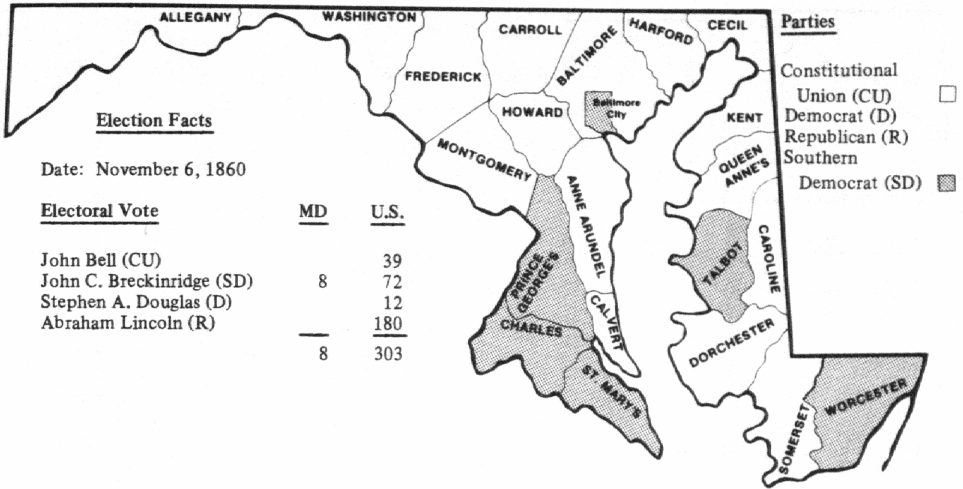 ALLEGANY
WASHINGTON
FREDERICK
CARROLL
BALTIMORE
HARFORD
CECIL
HOWARD
Baltimore
City
MONTGOMERY
KENT
QUEEN
ANNE'S
ANNE ARUNDEL
PRINCE
GEORGE'S
CALVERT
CHARLES
ST. MARY'S
TALBOT
CAROLINE
DORCHESTER
SOMERSET
WORCESTER
Parties
Constitutional
Union (CU)
Democrat (D)
Republican (R)
Southern
Democrat (SD)
Election Facts
Date: November 6, 1860
Electoral Vote MD U.S.
John Bell (CU) 39
John C. Breckinridge (SD) 8 72
Stephen A. Douglas (D) 12
Abraham Lincoln (R) 180
8 303